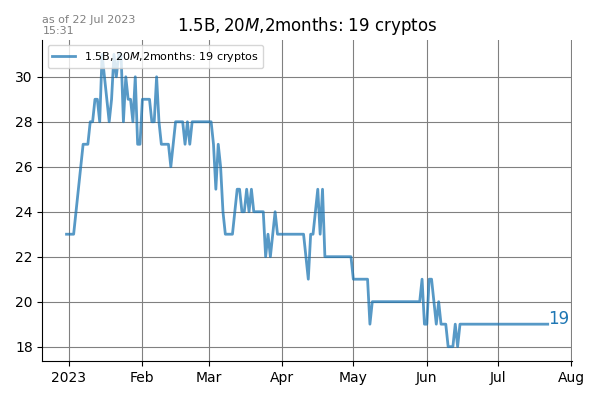 as of 22 Jul 2023
15:31
1.5B, 20M,2months: 19 cryptos
1.5B, 20M,2months: 19 cryptos
30
28
26
24
22
20
18
19
2023 Feb Mar Apr May Jun Jul Aug